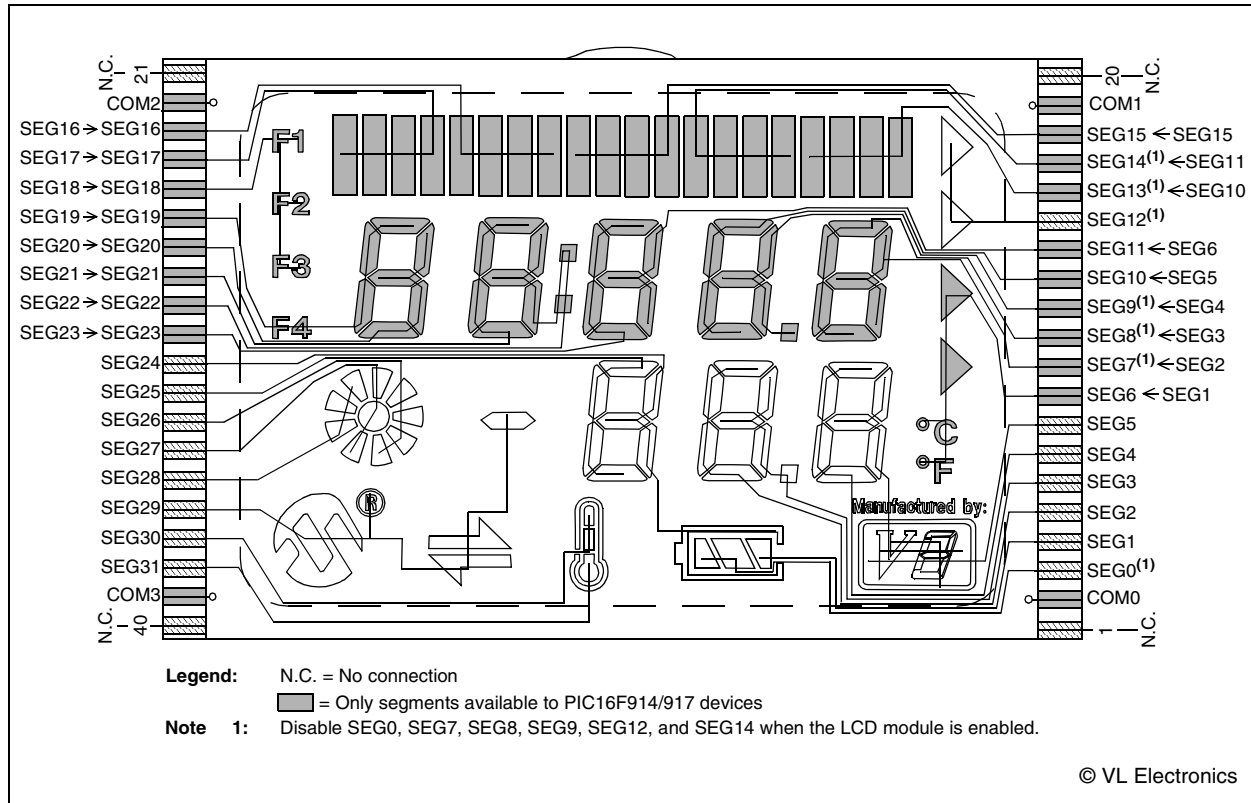 N.C. 21
COM2
SEG16→SEG16
SEG17→SEG17
SEG18→SEG18
SEG19→SEG19
SEG20→SEG20
SEG21→SEG21
SEG22→SEG22
SEG23→SEG23
SEG24
SEG25
SEG26
SEG27
SEG28
SEG29
SEG30
SEG31
COM3
N.C. 40
F1
F2
F3
F4
®
°C
°F
Manufactured by:
VL
20 N.C.
COM1
SEG15←SEG15
SEG14(1)←SEG11
SEG13(1)←SEG10
SEG12(1)
SEG11←SEG6
SEG10←SEG5
SEG9(1)←SEG4
SEG8(1)←SEG3
SEG7(1)←SEG2
SEG6←SEG1
SEG5
SEG4
SEG3
SEG2
SEG1
SEG0(1)
COM0
1 N.C.
Legend: N.C. = No connection
= Only segments available to PIC16F914/917 devices
Note 1: Disable SEG0, SEG7, SEG8, SEG9, SEG12, and SEG14 when the LCD module is enabled.
© VL Electronics